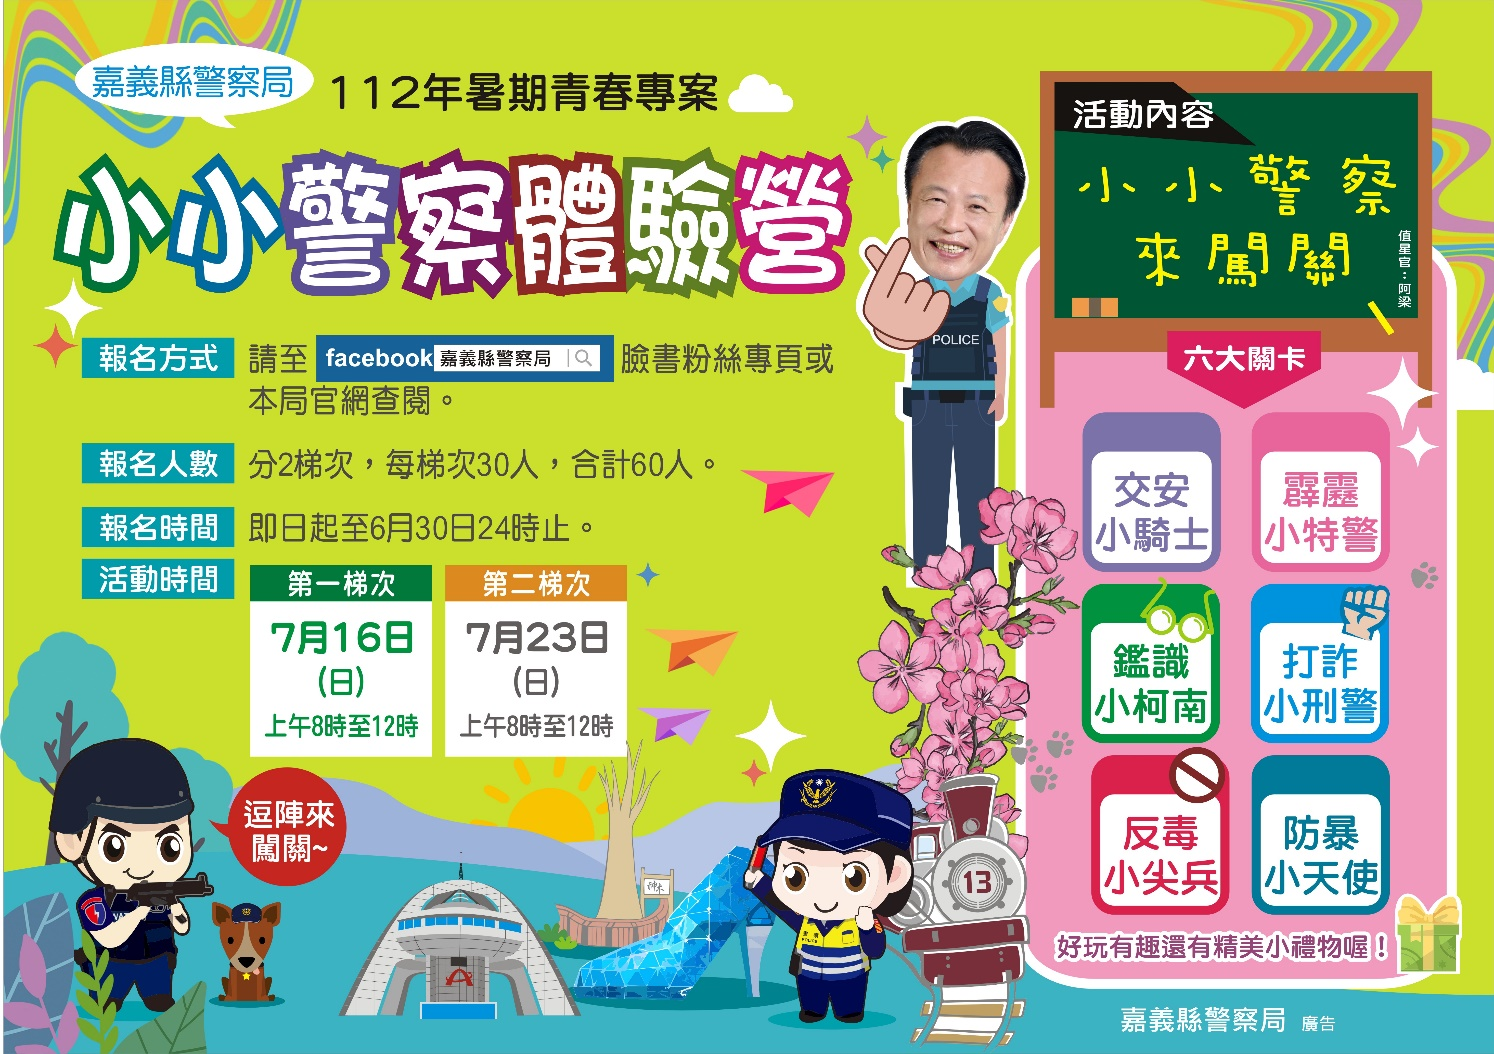 嘉義縣警察局
112年暑期青春專案
小小警察體驗營
報名方式
請至 facebook 嘉義縣警察局 臉書粉絲專頁或
本局官網查閱。
報名人數
分2梯次，每梯次30人，合計60人。
報名時間
即日起至6月30日24時止。
活動時間
第一梯次
7月16日
(日)
上午8時至12時
第二梯次
7月23日
(日)
上午8時至12時
逗陣來
闖關~
POLICE
神木
13
活動內容
小小警察
來闖關
值星官：阿梁
六大關卡
交安
小騎士
霹靂
小特警
鑑識
小柯南
打詐
小刑警
反毒
小尖兵
防暴
小天使
好玩有趣還有精美小禮物喔！
嘉義縣警察局 廣告